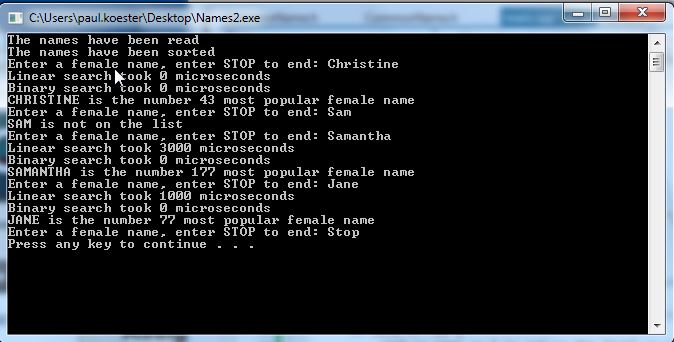 C:\Users\paul.koester\Desktop\Names2.exe
The names have been read
The names have been sorted
Enter a female name, enter STOP to end: Christine
Linear search took 0 microseconds
Binary search took 0 microseconds
CHRISTINE is the number 43 most popular female name
Enter a female name, enter STOP to end: Sam
SAM is not on the list
Enter a female name, enter STOP to end: Samantha
Linear search took 3000 microseconds
Binary search took 0 microseconds
SAMANTHA is the number 177 most popular female name
Enter a female name, enter STOP to end: Jane
Linear search took 1000 microseconds
Binary search took 0 microseconds
JANE is the number 77 most popular female name
Enter a female name, enter STOP to end: Stop
Press any key to continue . . .